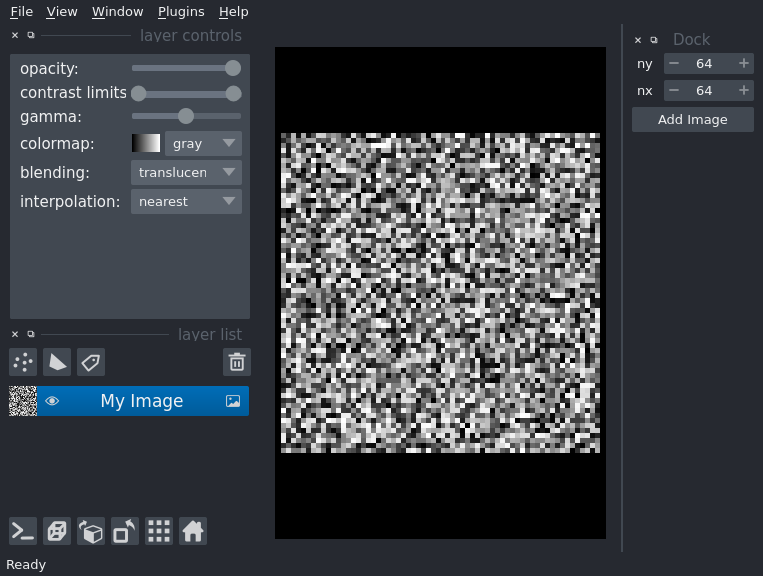 File View Window Plugins Help
layer controls
opacity:
contrast limits
gamma:
colormap: gray
blending: translucen
interpolation: nearest
layer list
My Image
Ready
Dock
ny 64
nx 64
Add Image